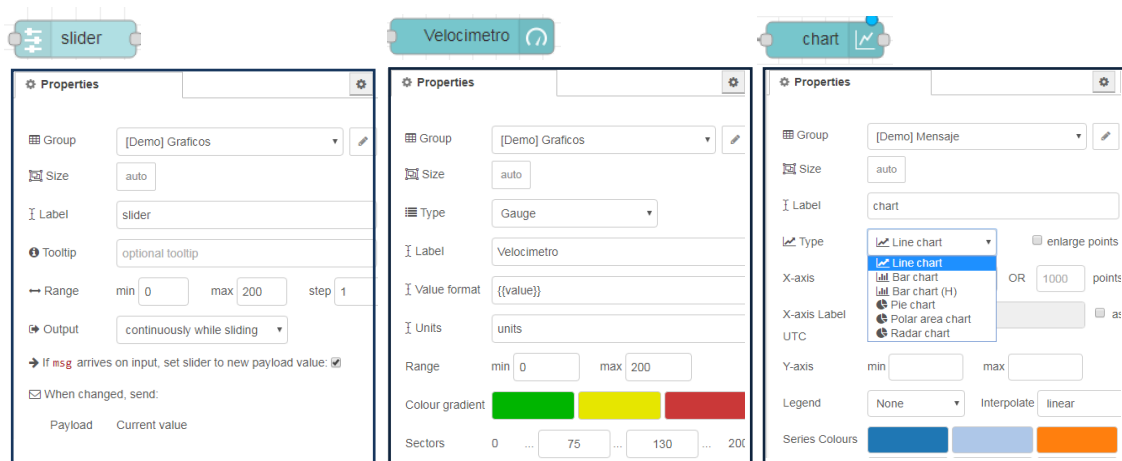 slider
Properties
Group [Demo] Graficos
Size auto
Label slider
Tooltip optional tooltip
Range min 0 max 200 step 1
Output continuously while sliding
If msg arrives on input, set slider to new payload value:
When changed, send:
Payload Current value
Velocimetro
Properties
Group [Demo] Graficos
Size auto
Type Gauge
Label Velocimetro
Value format {{value}}
Units units
Range min 0 max 200
Colour gradient
Sectors 0 ... 75 ... 130 ... 200
chart
Properties
Group [Demo] Mensaje
Size auto
Label chart
Type Line chart enlarge points
Line chart
Bar chart
Bar chart (H)
Pie chart
Polar area chart
Radar chart
X-axis OR 1000 points
X-axis Label as
UTC
Y-axis min max
Legend None Interpolate linear
Series Colours